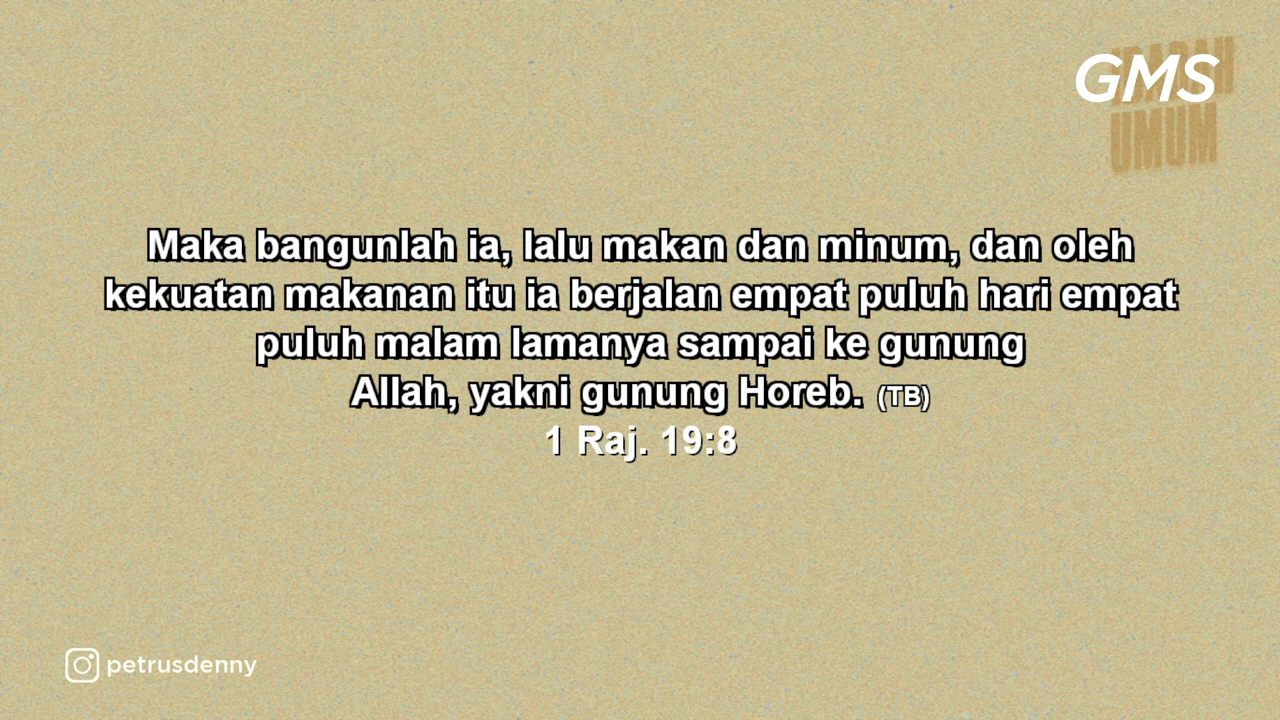 GMS
UMUM
Maka bangunlah ia, lalu makan dan minum, dan oleh
kekuatan makanan itu ia berjalan empat puluh hari empat
puluh malam lamanya sampai ke gunung
Allah, yakni gunung Horeb. (TB)
1 Raj. 19:8
petrusdenny